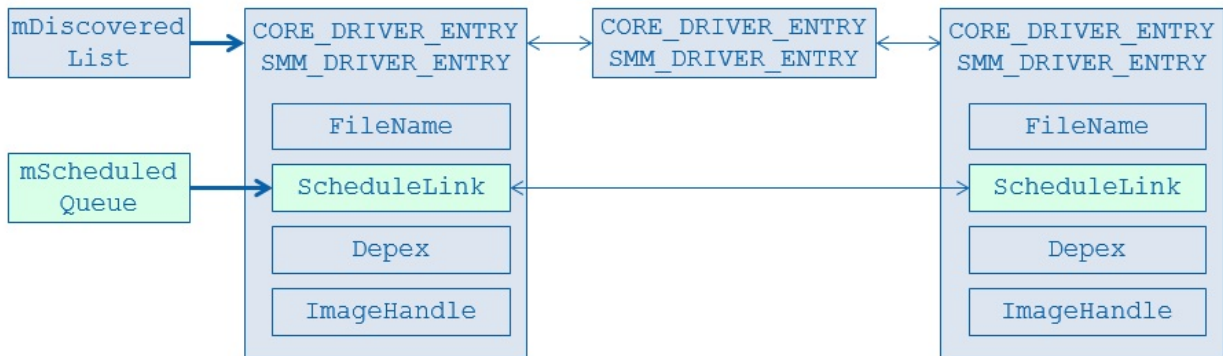 mDiscovered
List
CORE_DRIVER_ENTRY
SMM_DRIVER_ENTRY
CORE_DRIVER_ENTRY
SMM_DRIVER_ENTRY
CORE_DRIVER_ENTRY
SMM_DRIVER_ENTRY
FileName
FileName
mScheduled
Queue
ScheduleLink
ScheduleLink
Depex
Depex
ImageHandle
ImageHandle